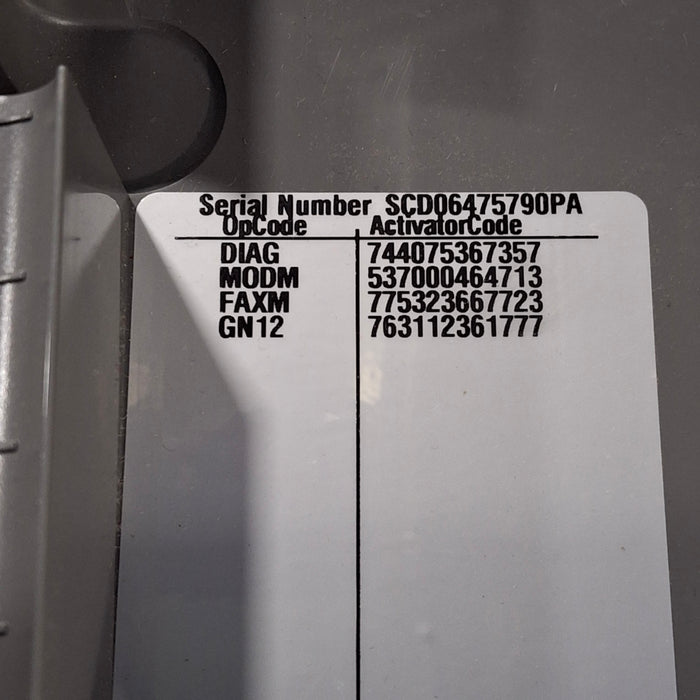 Serial Number SCD06475790PA
OpCode ActivatorCode
DIAG 744075367357
MODM 537000464713
FAXM 775323667723
GN12 763112361777